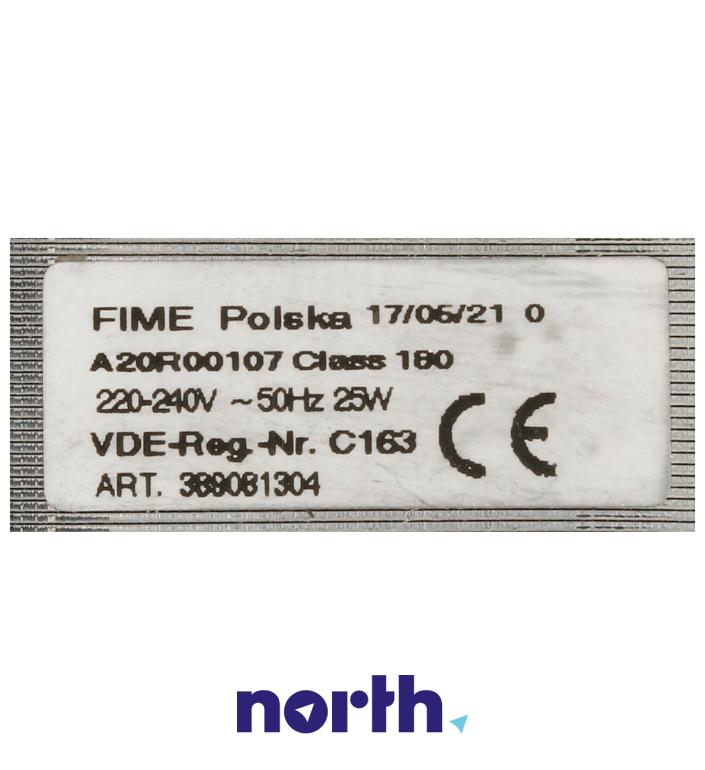 FIME Polska 17/05/21 0
A20R00107 Class 180
220-240V ~ 50Hz 25W
VDE-Reg.-Nr. C163
CE
ART. 389081304
north